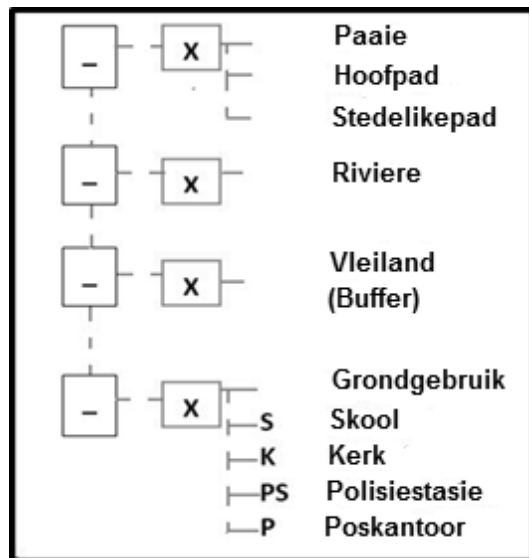 – X Paaie
Hoofpad
Stedelikepad
– X Riviere
– X Vleiland
(Buffer)
– X Grondgebruik
S Skool
K Kerk
PS Polisiestasie
P Poskantoor